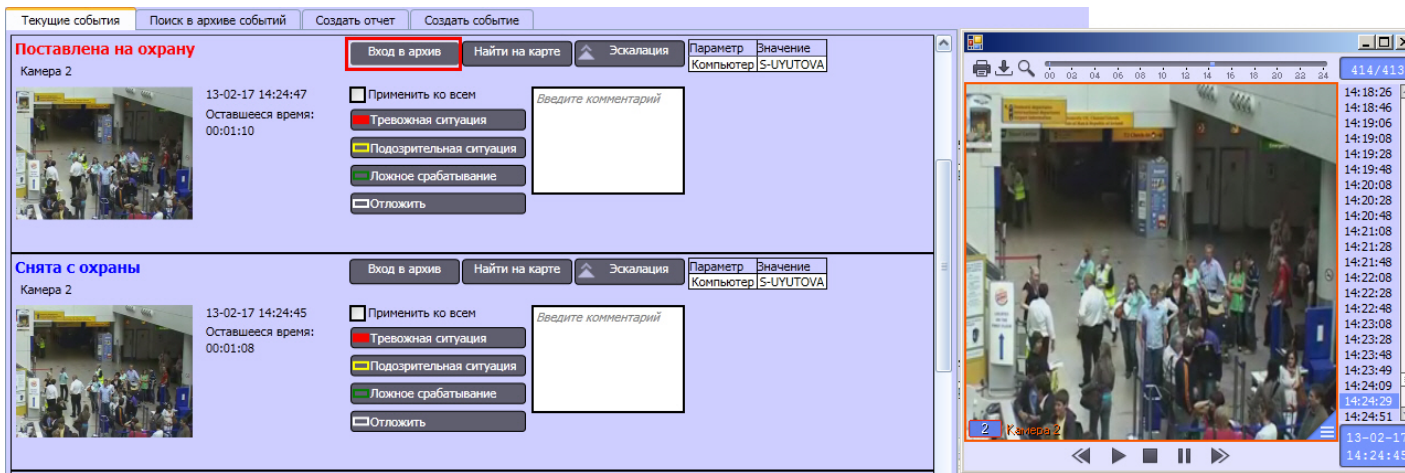 Текущие события
Поиск в архиве событий
Создать отчет
Создать событие
Поставлена на охрану
Вход в архив
Найти на карте
Эскалация
Параметр Значение
Компьютер S-UYUTOVA
Камера 2
13-02-17 14:24:47
Оставшееся время:
00:01:10
Применить ко всем
Введите комментарий
Тревожная ситуация
Подозрительная ситуация
Ложное срабатывание
Отложить
Снята с охраны
Вход в архив
Найти на карте
Эскалация
Параметр Значение
Компьютер S-UYUTOVA
Камера 2
13-02-17 14:24:45
Оставшееся время:
00:01:08
Применить ко всем
Введите комментарий
Тревожная ситуация
Подозрительная ситуация
Ложное срабатывание
Отложить
00 02 04 06 08 10 12 14 16 18 20 22 24
414/413
14:18:26
14:18:46
14:19:06
14:19:08
14:19:28
14:19:48
14:20:08
14:20:28
14:20:48
14:21:08
14:21:28
14:21:48
14:22:08
14:22:28
14:22:48
14:23:08
14:23:28
14:23:48
14:23:49
14:24:09
14:24:29
14:24:51
2 Камера 2
13-02-17
14:24:45